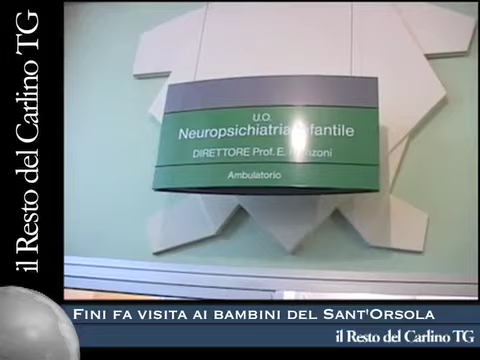 il Resto del Carlino TG
U.O.
Neuropsichiatria Infantile
DIRETTORE Prof. E.
Ambulatorio
FINI FA VISITA AI BAMBINI DEL SANT'ORSOLA
il Resto del Carlino TG